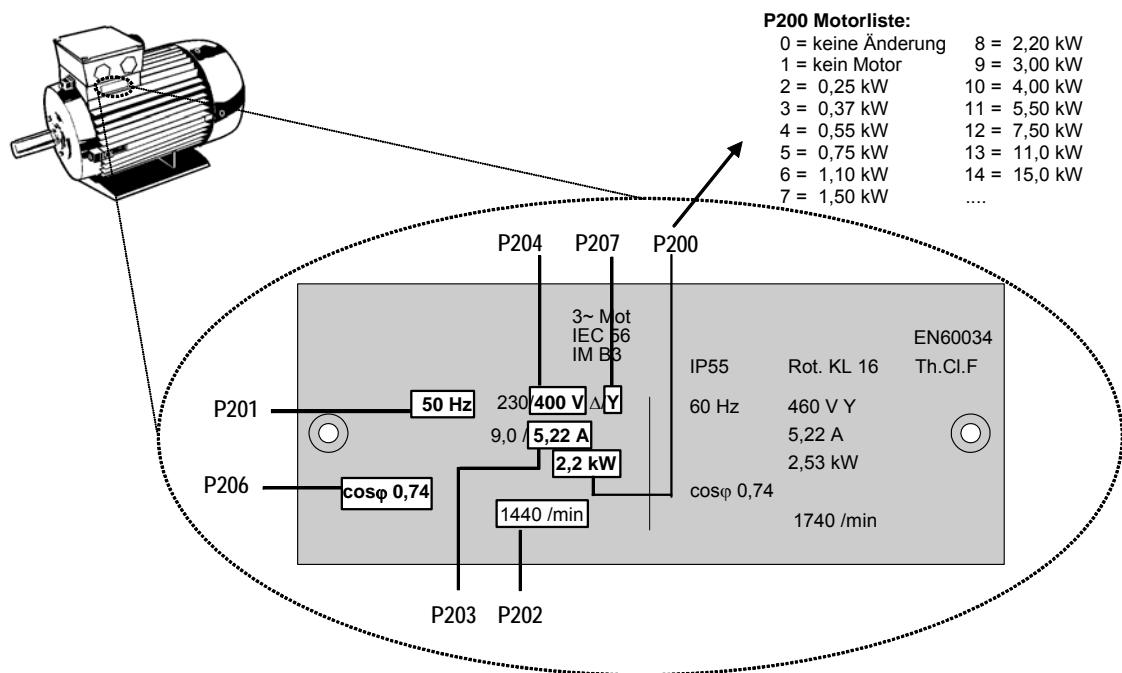 P200 Motorliste:
0 = keine Änderung
1 = kein Motor
2 = 0,25 kW
3 = 0,37 kW
4 = 0,55 kW
5 = 0,75 kW
6 = 1,10 kW
7 = 1,50 kW
8 = 2,20 kW
9 = 3,00 kW
10 = 4,00 kW
11 = 5,50 kW
12 = 7,50 kW
13 = 11,0 kW
14 = 15,0 kW
....
P204 P207 P200
3~ Mot
IEC 56
IM B3
EN60034
IP55 Rot. KL 16 Th.Cl.F
P201
50 Hz 230/400 V Δ/Y 60 Hz 460 V Y
9,0 / 5,22 A 5,22 A
2,2 kW 2,53 kW
P206
cosφ 0,74 cosφ 0,74
1440 /min 1740 /min
P203 P202